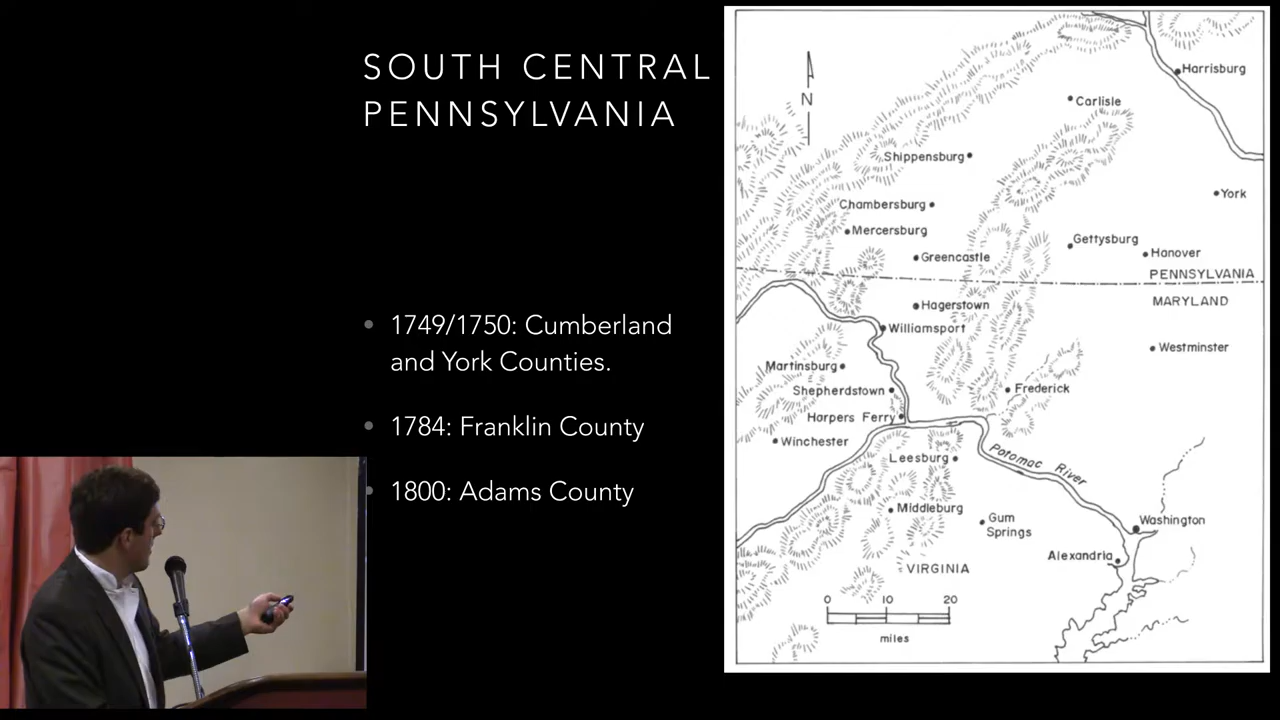 SOUTH CENTRAL
PENNSYLVANIA
• 1749/1750: Cumberland
and York Counties.
• 1784: Franklin County
• 1800: Adams County
N
Harrisburg
Carlisle
Shippensburg
York
Chambersburg
Mercersburg
Gettysburg
Hanover
Greencastle
PENNSYLVANIA
MARYLAND
Hagerstown
Williamsport
Westminster
Martinsburg
Shepherdstown
Frederick
Harpers Ferry
Winchester
Leesburg
Potomac River
Middleburg
Gum
Springs
Washington
Alexandria
VIRGINIA
0 10 20
miles